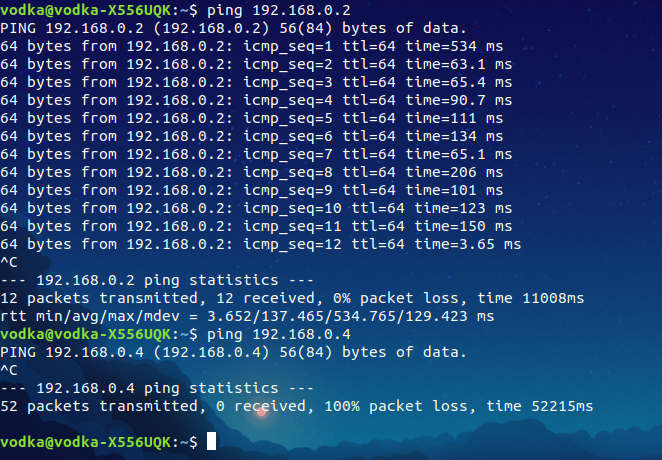 vodka@vodka-X556UQK:~$ ping 192.168.0.2
PING 192.168.0.2 (192.168.0.2) 56(84) bytes of data.
64 bytes from 192.168.0.2: icmp_seq=1 ttl=64 time=534 ms
64 bytes from 192.168.0.2: icmp_seq=2 ttl=64 time=63.1 ms
64 bytes from 192.168.0.2: icmp_seq=3 ttl=64 time=65.4 ms
64 bytes from 192.168.0.2: icmp_seq=4 ttl=64 time=90.7 ms
64 bytes from 192.168.0.2: icmp_seq=5 ttl=64 time=111 ms
64 bytes from 192.168.0.2: icmp_seq=6 ttl=64 time=134 ms
64 bytes from 192.168.0.2: icmp_seq=7 ttl=64 time=65.1 ms
64 bytes from 192.168.0.2: icmp_seq=8 ttl=64 time=206 ms
64 bytes from 192.168.0.2: icmp_seq=9 ttl=64 time=101 ms
64 bytes from 192.168.0.2: icmp_seq=10 ttl=64 time=123 ms
64 bytes from 192.168.0.2: icmp_seq=11 ttl=64 time=150 ms
64 bytes from 192.168.0.2: icmp_seq=12 ttl=64 time=3.65 ms
^C
--- 192.168.0.2 ping statistics ---
12 packets transmitted, 12 received, 0% packet loss, time 11008ms
rtt min/avg/max/mdev = 3.652/137.465/534.765/129.423 ms
vodka@vodka-X556UQK:~$ ping 192.168.0.4
PING 192.168.0.4 (192.168.0.4) 56(84) bytes of data.
^C
--- 192.168.0.4 ping statistics ---
52 packets transmitted, 0 received, 100% packet loss, time 52215ms
vodka@vodka-X556UQK:~$